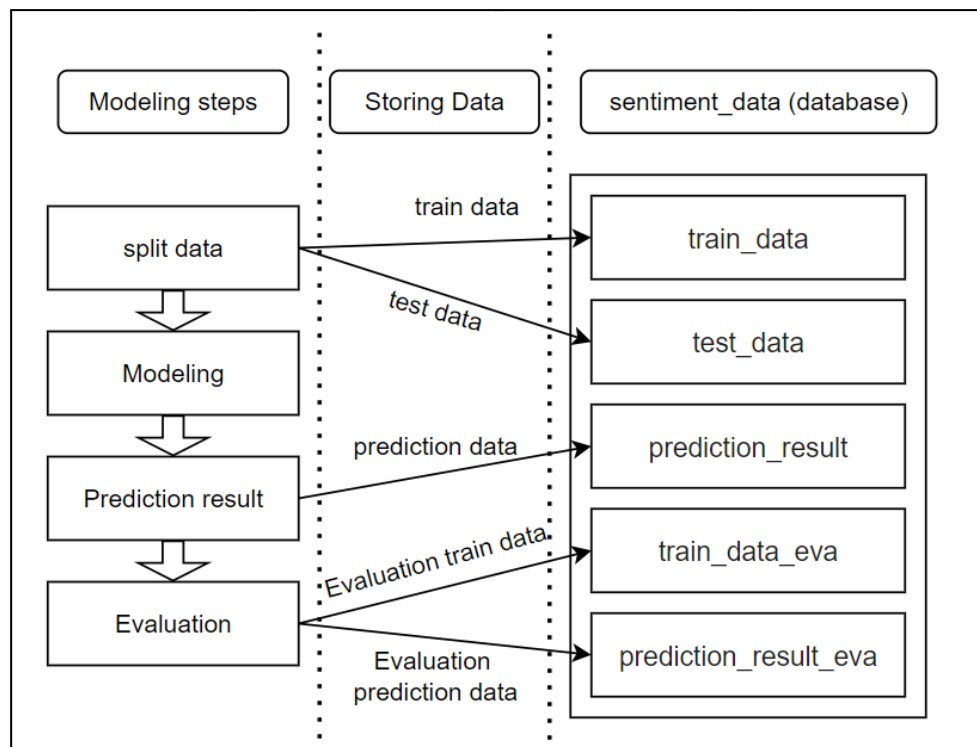 Modeling steps
Storing Data
sentiment_data (database)
train data
split data
train_data
test data
test_data
Modeling
prediction data
prediction_result
Prediction result
Evaluation train data
train_data_eva
Evaluation
Evaluation
prediction data
prediction_result_eva